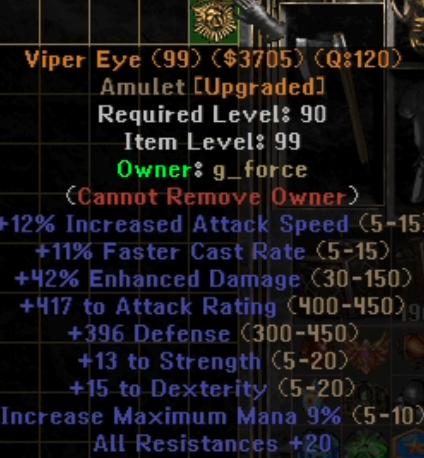 Viper Eye (99) ($3705) (Q:120)
Amulet [Upgraded]
Required Level: 90
Item Level: 99
Owner: g_force
(Cannot Remove Owner)
+12% Increased Attack Speed (5-15
+11% Faster Cast Rate (5-15)
+42% Enhanced Damage (30-150)
+417 to Attack Rating (400-450)
+396 Defense (300-450)
+13 to Strength (5-20)
+15 to Dexterity (5-20)
Increase Maximum Mana 9% (5-10)
All Resistances +20